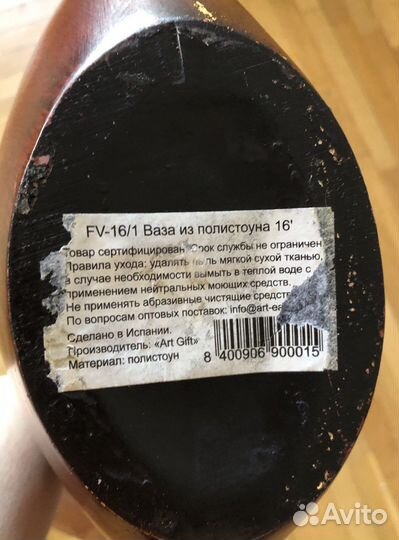 FV-16/1 Ваза из полистоуна 16'
Товар сертифицирован. Срок службы не ограничен
Правила ухода: удалять пыль мягкой сухой тканью,
в случае необходимости вымыть в теплой воде с
применением нейтральных моющих средств.
Не применять абразивные чистящие средства
По вопросам оптовых поставок: info@art-ea
Сделано в Испании.
Производитель: «Art Gift»
Материал: полистоун
8 400906 900015
Avito